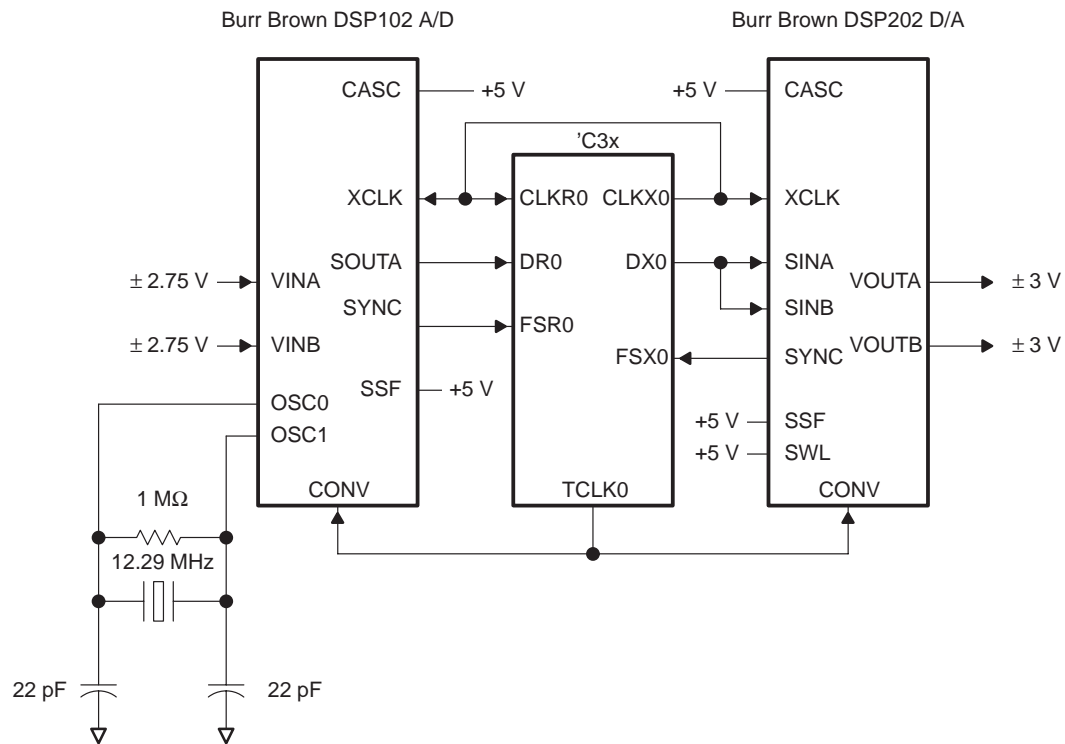 Burr Brown DSP102 A/D
Burr Brown DSP202 D/A
CASC
+5 V
+5 V
CASC
'C3x
XCLK
CLKR0
CLKX0
XCLK
SOUTA
DR0
DX0
SINA
± 2.75 V
VINA
VOUTA
± 3 V
SYNC
SINB
FSR0
± 2.75 V
VINB
FSX0
SYNC
VOUTB
± 3 V
SSF
+5 V
OSC0
+5 V
SSF
OSC1
+5 V
SWL
CONV
TCLK0
CONV
1 MΩ
12.29 MHz
22 pF
22 pF